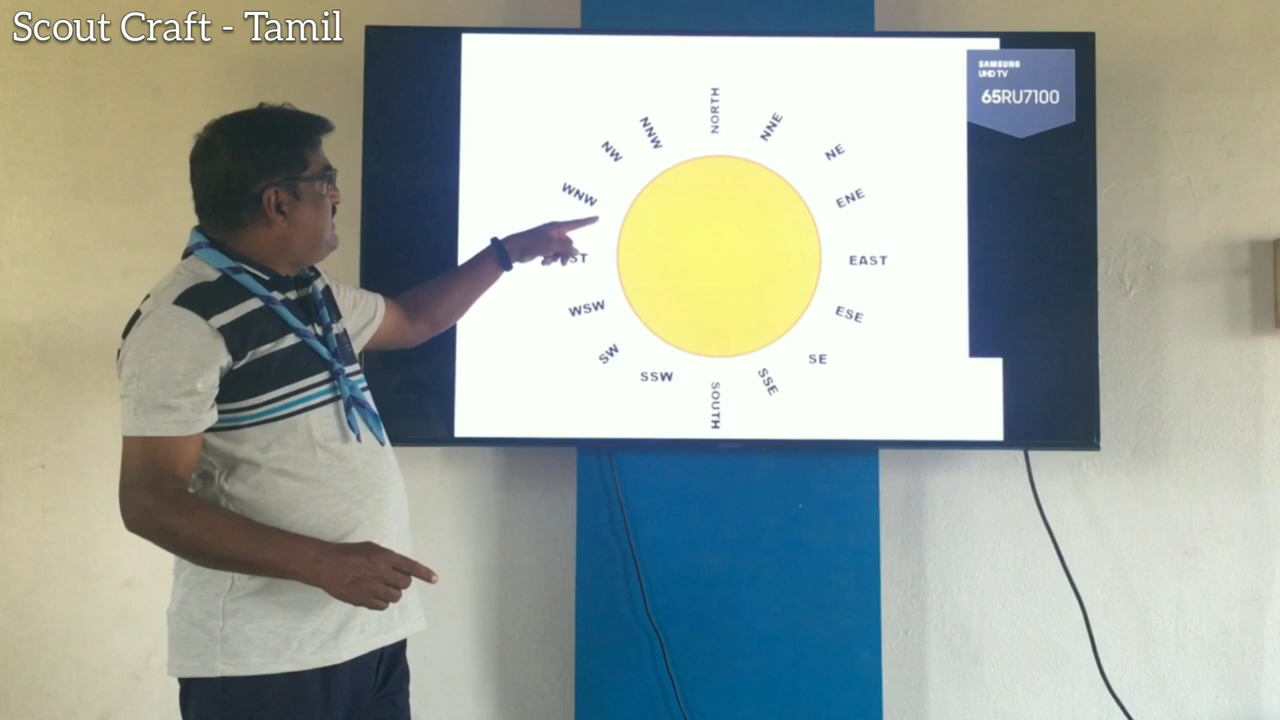 Scout Craft - Tamil
SAMSUNG
UHD TV
65RU7100
NORTH
NNE
NE
ENE
EAST
ESE
SE
SSE
SOUTH
SSW
SW
WSW
WNW
NW
NNW